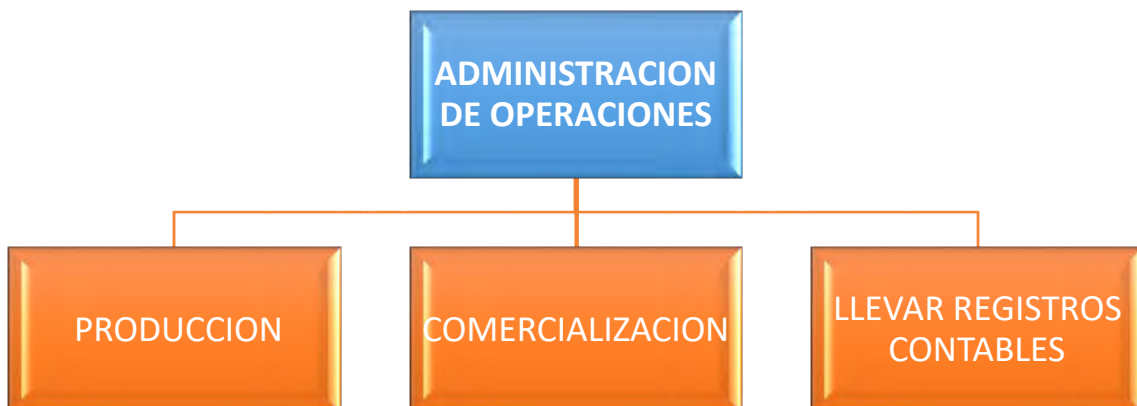 ADMINISTRACION
DE OPERACIONES
PRODUCCION
COMERCIALIZACION
LLEVAR REGISTROS
CONTABLES